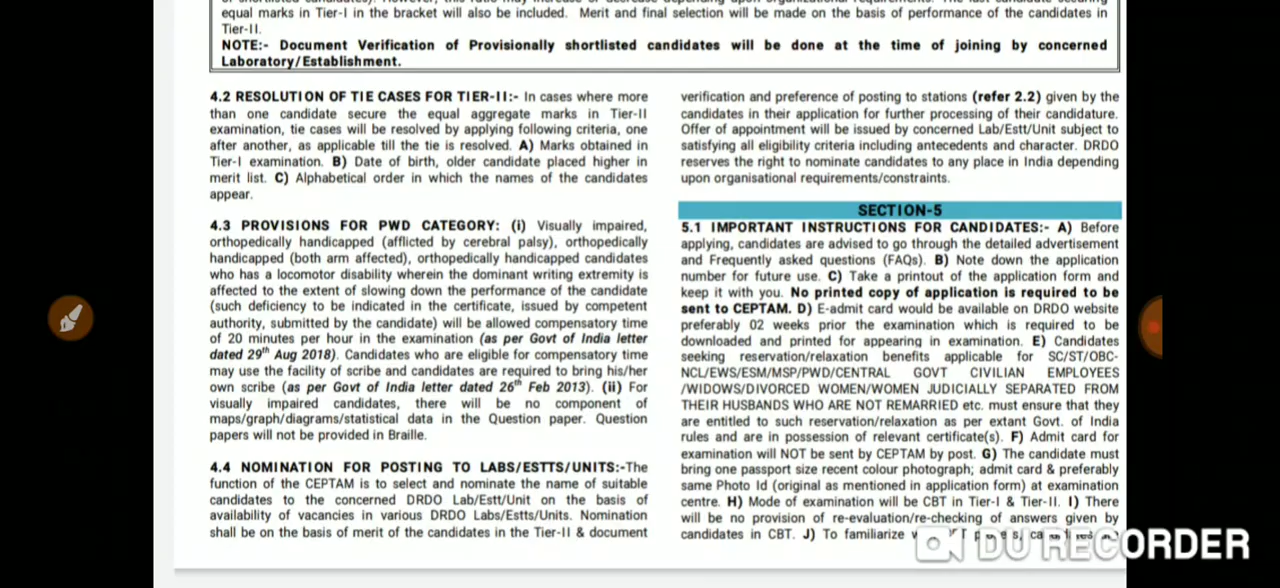 equal marks in Tier-I in the bracket will also be included. Merit and final selection will be made on the basis of performance of the candidates in
Tier-II.
NOTE:- Document Verification of Provisionally shortlisted candidates will be done at the time of joining by concerned
Laboratory/Establishment.
4.2 RESOLUTION OF TIE CASES FOR TIER-II:- In cases where more
than one candidate secure the equal aggregate marks in Tier-II
examination, tie cases will be resolved by applying following criteria, one
after another, as applicable till the tie is resolved. A) Marks obtained in
Tier-I examination. B) Date of birth, older candidate placed higher in
merit list. C) Alphabetical order in which the names of the candidates
appear.
4.3 PROVISIONS FOR PWD CATEGORY: (i) Visually impaired,
orthopedically handicapped (afflicted by cerebral palsy), orthopedically
handicapped (both arm affected), orthopedically handicapped candidates
who has a locomotor disability wherein the dominant writing extremity is
affected to the extent of slowing down the performance of the candidate
(such deficiency to be indicated in the certificate, issued by competent
authority, submitted by the candidate) will be allowed compensatory time
of 20 minutes per hour in the examination (as per Govt of India letter
dated 29th Aug 2018). Candidates who are eligible for compensatory time
may use the facility of scribe and candidates are required to bring his/her
own scribe (as per Govt of India letter dated 26th Feb 2013). (ii) For
visually impaired candidates, there will be no component of
maps/graph/diagrams/statistical data in the Question paper. Question
papers will not be provided in Braille.
4.4 NOMINATION FOR POSTING TO LABS/ESTTS/UNITS:-The
function of the CEPTAM is to select and nominate the name of suitable
candidates to the concerned DRDO Lab/Estt/Unit on the basis of
availability of vacancies in various DRDO Labs/Estts/Units. Nomination
shall be on the basis of merit of the candidates in the Tier-II & document
verification and preference of posting to stations (refer 2.2) given by the
candidates in their application for further processing of their candidature.
Offer of appointment will be issued by concerned Lab/Estt/Unit subject to
satisfying all eligibility criteria including antecedents and character. DRDO
reserves the right to nominate candidates to any place in India depending
upon organisational requirements/constraints.
SECTION-5
5.1 IMPORTANT INSTRUCTIONS FOR CANDIDATES:- A) Before
applying, candidates are advised to go through the detailed advertisement
and Frequently asked questions (FAQs). B) Note down the application
number for future use. C) Take a printout of the application form and
keep it with you. No printed copy of application is required to be
sent to CEPTAM. D) E-admit card would be available on DRDO website
preferably 02 weeks prior the examination which is required to be
downloaded and printed for appearing in examination. E) Candidates
seeking reservation/relaxation benefits applicable for SC/ST/OBC-
NCL/EWS/ESM/MSP/PWD/CENTRAL GOVT CIVILIAN EMPLOYEES
/WIDOWS/DIVORCED WOMEN/WOMEN JUDICIALLY SEPARATED FROM
THEIR HUSBANDS WHO ARE NOT REMARRIED etc. must ensure that they
are entitled to such reservation/relaxation as per extant Govt. of India
rules and are in possession of relevant certificate(s). F) Admit card for
examination will NOT be sent by CEPTAM by post. G) The candidate must
bring one passport size recent colour photograph; admit card & preferably
same Photo Id (original as mentioned in application form) at examination
centre. H) Mode of examination will be CBT in Tier-I & Tier-II. I) There
will be no provision of re-evaluation/re-checking of answers given by
candidates in CBT. J) To familiarize
DU RECORDER